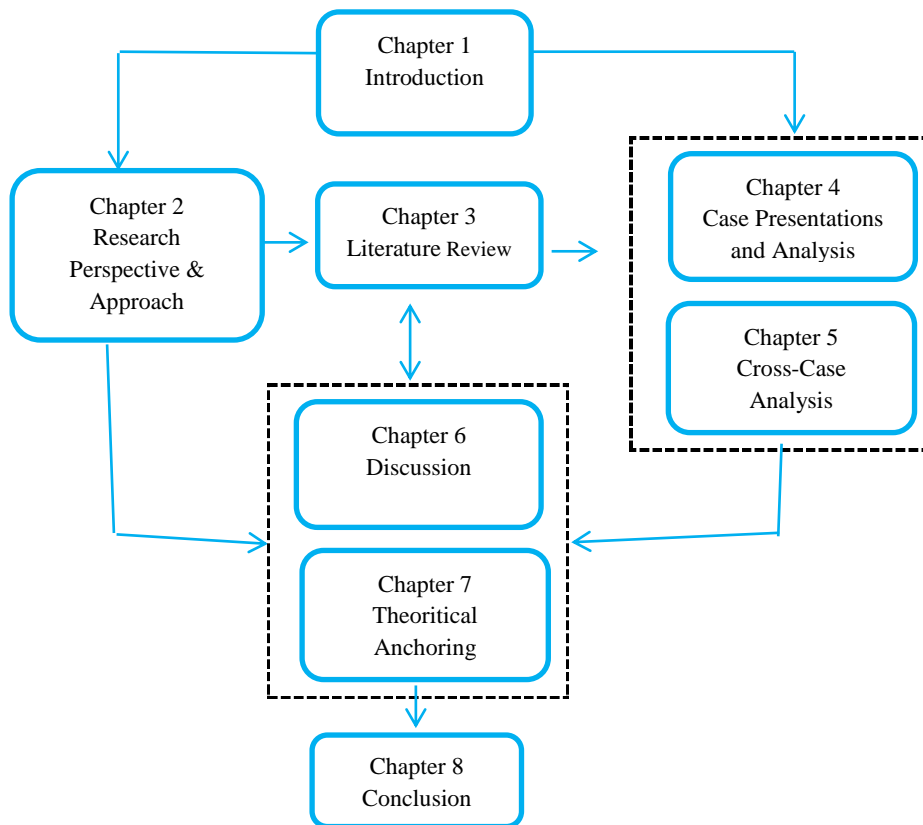 Chapter 1
Introduction
Chapter 2
Research
Perspective &
Approach
Chapter 3
Literature Review
Chapter 4
Case Presentations
and Analysis
Chapter 5
Cross-Case
Analysis
Chapter 6
Discussion
Chapter 7
Theoritical
Anchoring
Chapter 8
Conclusion